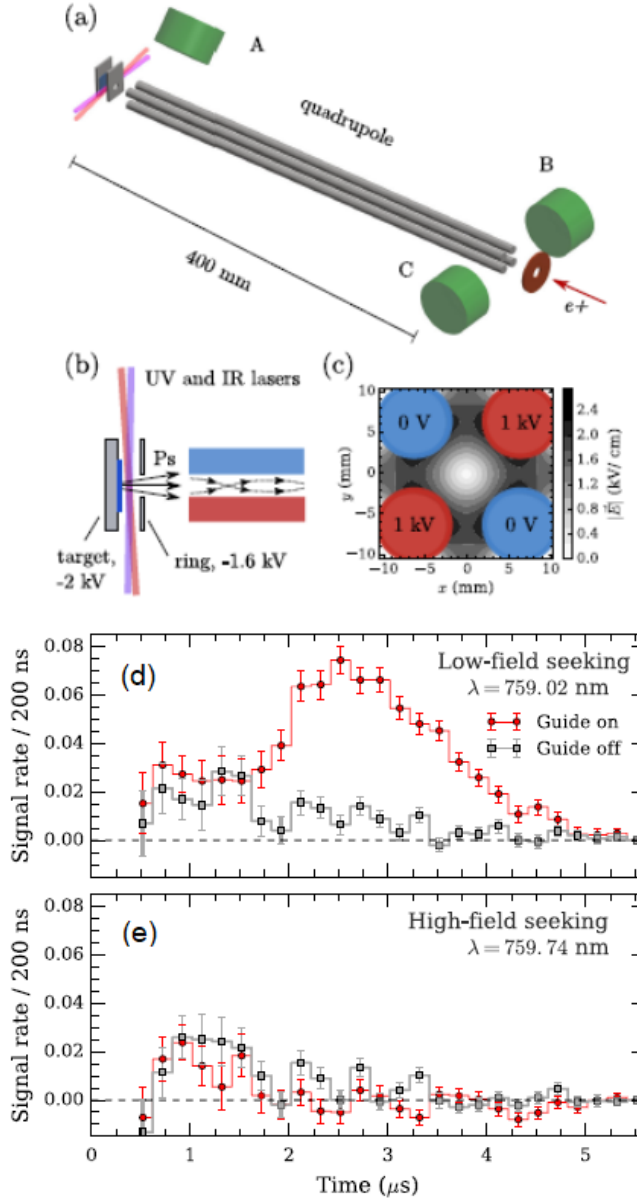 (a)
A
quadrupole
B
400 mm
C
e+
(b)
UV and IR lasers
Ps
target,
-2 kV
ring, -1.6 kV
(c)
10
5
0
−5
−10
y (mm)
0 V
1 kV
1 kV
0 V
−10 −5 0 5 10
x (mm)
2.4
1.8
1.2
0.6
0.0
|E⃗| (kV/ cm)
(d)
Low-field seeking
λ = 759.02 nm
Guide on
Guide off
0.08
0.06
0.04
0.02
0.00
Signal rate / 200 ns
(e)
High-field seeking
λ = 759.74 nm
0.08
0.06
0.04
0.02
0.00
Signal rate / 200 ns
0 1 2 3 4 5
Time (μs)